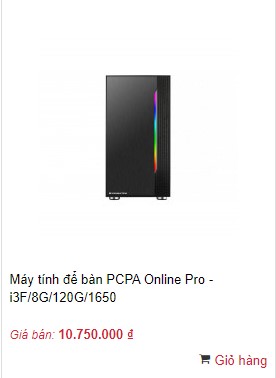 Máy tính để bàn PCPA Online Pro -
i3F/8G/120G/1650
Giá bán: 10.750.000 ₫
Giỏ hàng